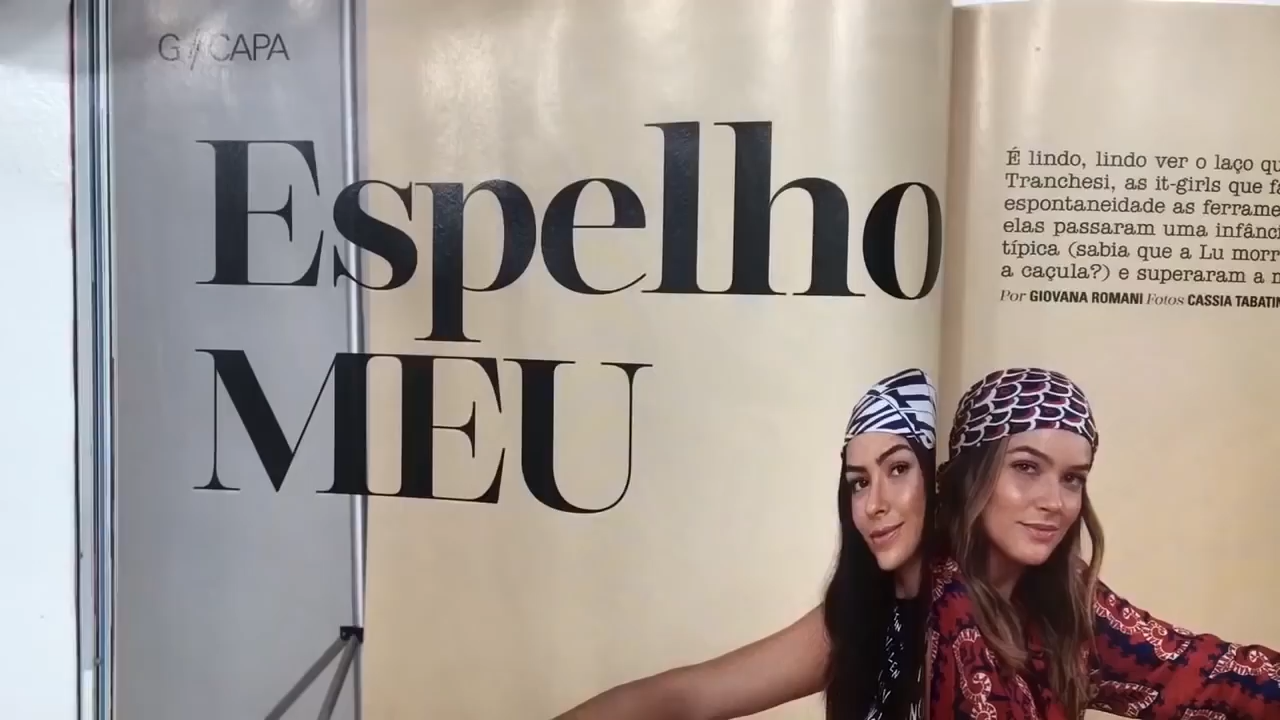 G/CAPA
Espelho
MEU
É lindo, lindo ver o laço
Tranchesi, as it-girls que
espontaneidade as
elas passaram uma
típica (sabia que a Lu
a caçula?) e superaram a
Por GIOVANA ROMANI Fotos CASSIA